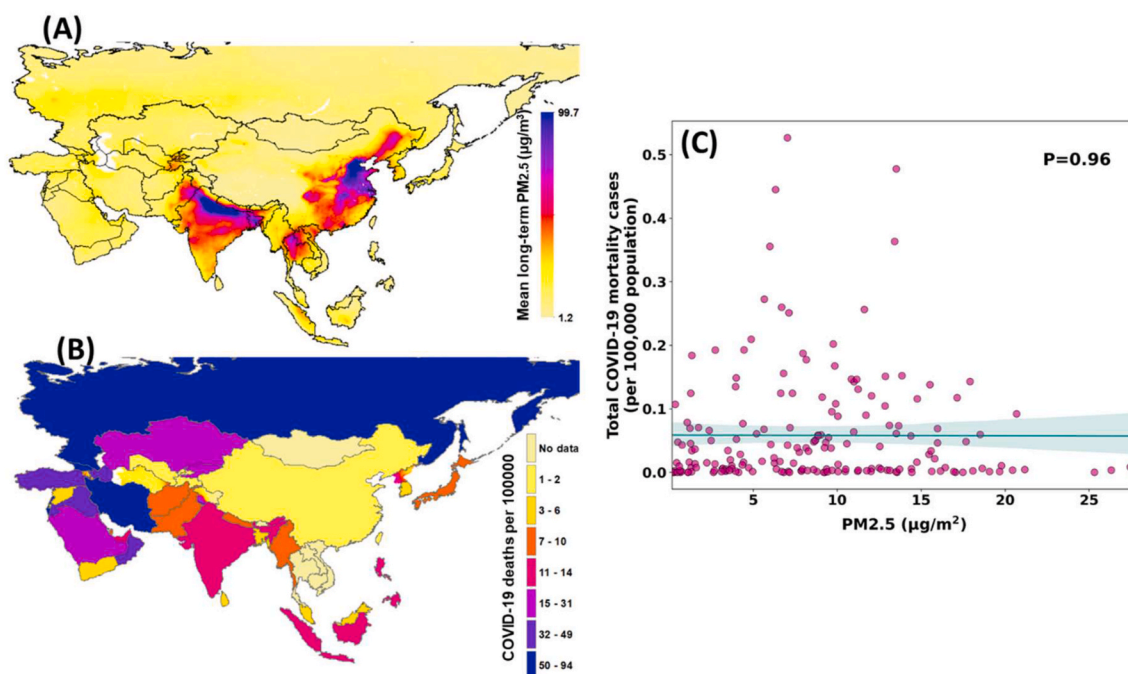 (A)
99.7
Mean long-term PM2.5 (µg/m³)
1.2
(B)
COVID-19 deaths per 100000
No data
1 - 2
3 - 6
7 - 10
11 - 14
15 - 31
32 - 49
50 - 94
(C)
P=0.96
Total COVID-19 mortality cases
(per 100,000 population)
0.5
0.4
0.3
0.2
0.1
0.0
5
10
15
20
25
PM2.5 (µg/m²)